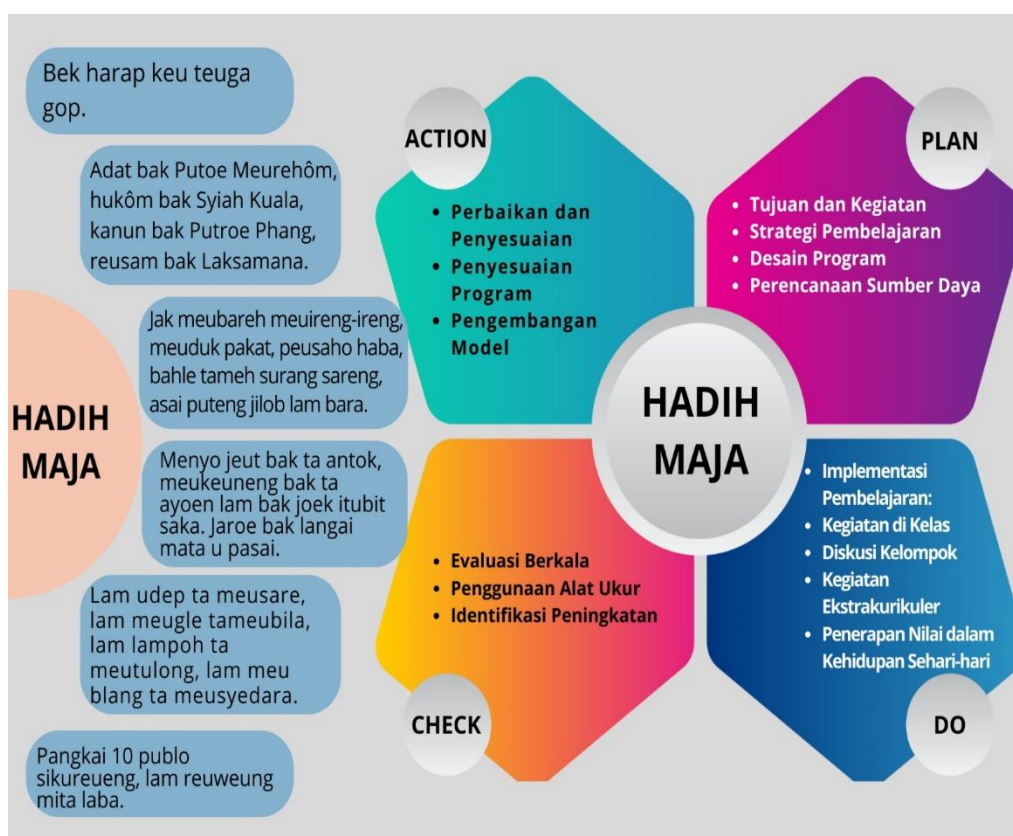 Bek harap keu teuga
gop.
Adat bak Putoe Meurehôm,
hukôm bak Syiah Kuala,
kanun bak Putroe Phang,
reusam bak Laksamana.
Jak meubareh meuireng-ireng,
meuduk pakat, peusaho haba,
bahle tameh surang sareng,
asai puteng jilob lam bara.
HADIH
MAJA
Menyo jeut bak ta antok,
meukeuneng bak ta
ayoen lam bak joek itubit
saka. Jaroe bak langai
mata u pasai.
Lam udep ta meusare,
lam meugle tameubila,
lam lampoh ta
meutulong, lam meu
blang ta meusyedara.
Pangkai 10 publo
sikureueng, lam reuweung
mita laba.
ACTION
• Perbaikan dan
Penyesuaian
• Penyesuaian
Program
• Pengembangan
Model
PLAN
• Tujuan dan Kegiatan
• Strategi Pembelajaran
• Desain Program
• Perencanaan Sumber Daya
HADIH
MAJA
• Evaluasi Berkala
• Penggunaan Alat Ukur
• Identifikasi Peningkatan
CHECK
• Implementasi
Pembelajaran:
• Kegiatan di Kelas
• Diskusi Kelompok
• Kegiatan
Ekstrakurikuler
• Penerapan Nilai dalam
Kehidupan Sehari-hari
DO